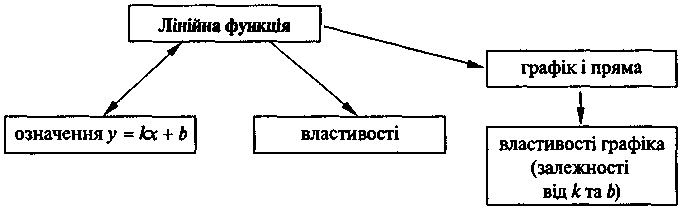 Лінійна функція
графік і пряма
означення y = kx + b
властивості
властивості графіка
(залежності
від k та b)